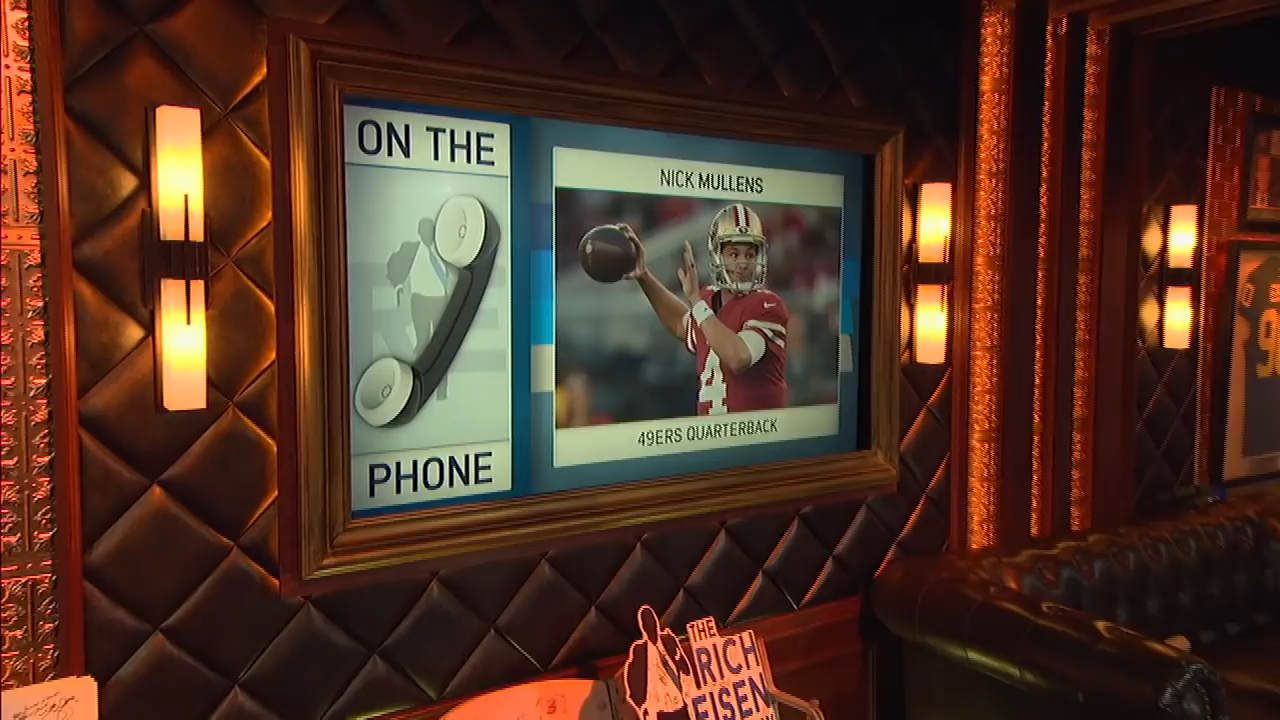 ON THE
PHONE
NICK MULLENS
4
49ERS QUARTERBACK
THE
RICH
EISEN